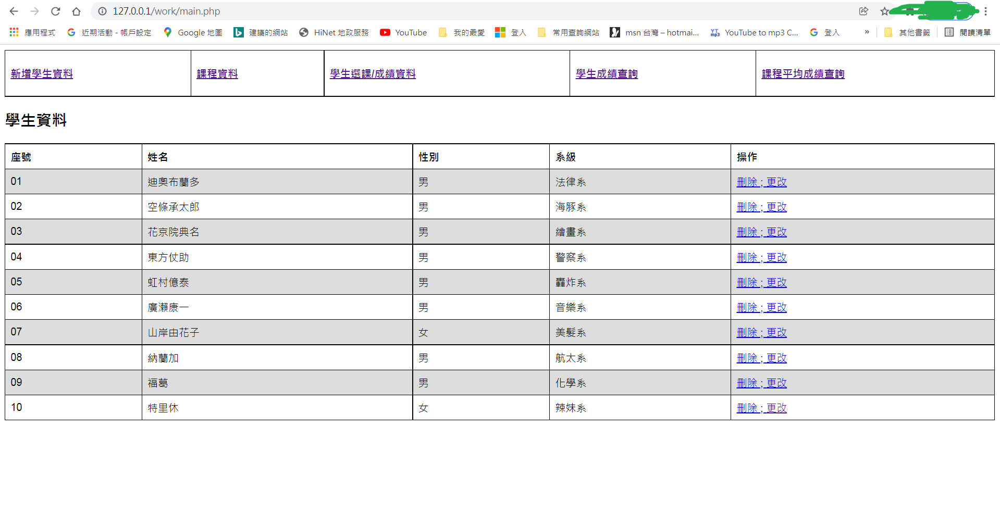 127.0.0.1/work/main.php
應用程式 近期活動 - 帳戶設定 Google 地圖 建議的網站 HiNet 地政服務 YouTube 我的最愛 登入 常用查詢網站 msn 台灣 – hotmai... YouTube to mp3 C... 登入 » 其他書籤 閱讀清單
新增學生資料 課程資料 學生選課/成績資料 學生成績查詢 課程平均成績查詢
學生資料
座號 姓名 性別 系級 操作
01 迪奧布蘭多 男 法律系 刪除 ; 更改
02 空條承太郎 男 海豚系 刪除 ; 更改
03 花京院典名 男 繪畫系 刪除 ; 更改
04 東方仗助 男 警察系 刪除 ; 更改
05 虹村億泰 男 轟炸系 刪除 ; 更改
06 廣瀨康一 男 音樂系 刪除 ; 更改
07 山岸由花子 女 美髮系 刪除 ; 更改
08 納蘭加 男 航太系 刪除 ; 更改
09 福葛 男 化學系 刪除 ; 更改
10 特里休 女 辣妹系 刪除 ; 更改